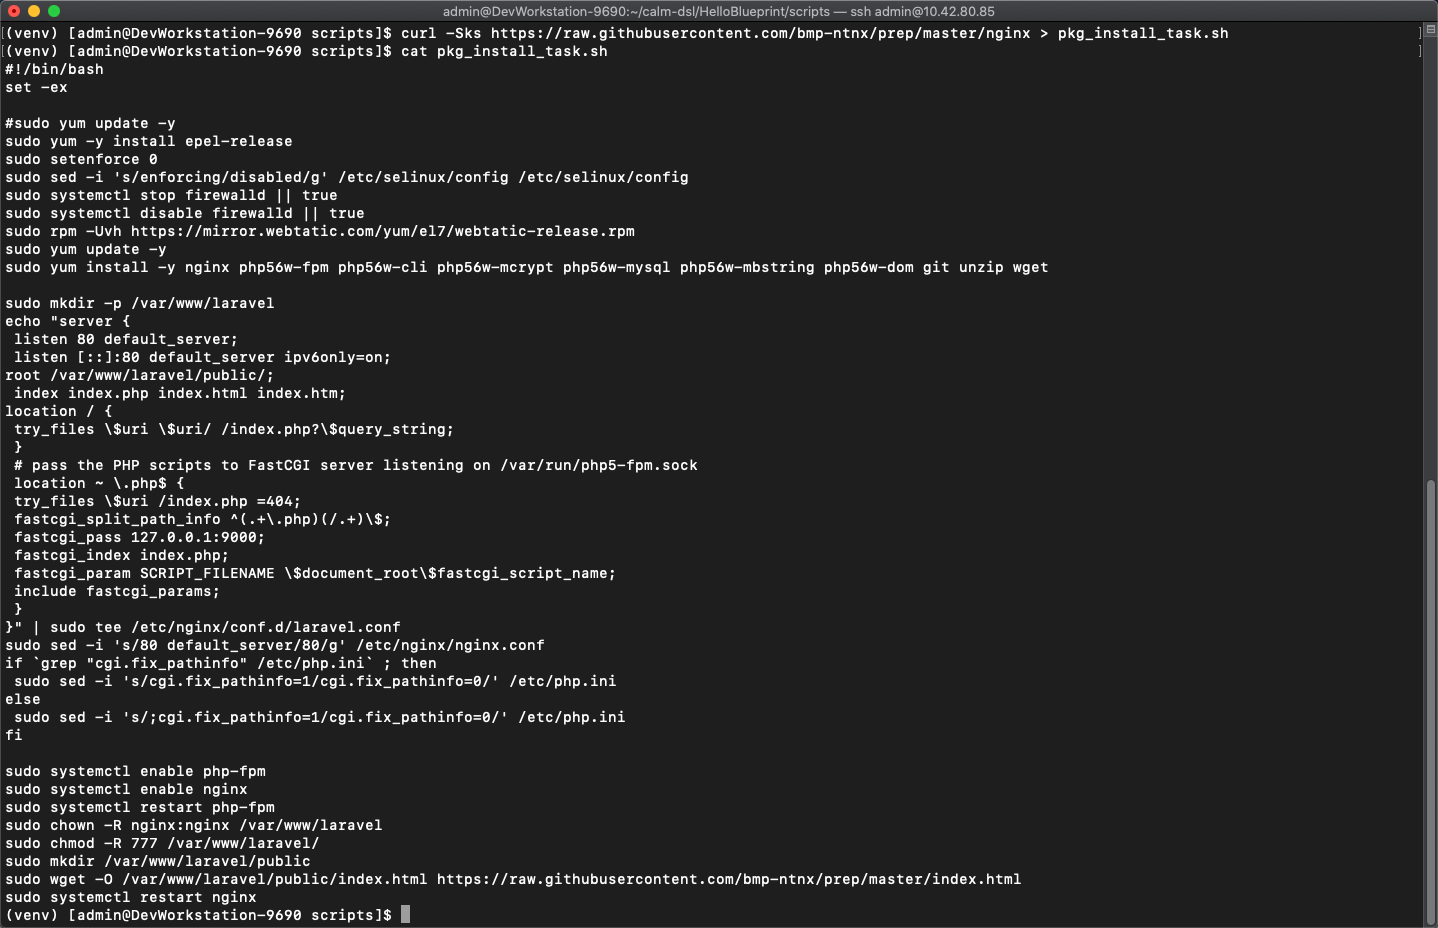 admin@DevWorkstation-9690:~/calm-dsl/HelloBlueprint/scripts — ssh admin@10.42.80.85
[(venv) [admin@DevWorkstation-9690 scripts]$ curl -Sks https://raw.githubusercontent.com/bmp-ntnx/prep/master/nginx > pkg_install_task.sh ]
[(venv) [admin@DevWorkstation-9690 scripts]$ cat pkg_install_task.sh ]
#!/bin/bash
set -ex

#sudo yum update -y
sudo yum -y install epel-release
sudo setenforce 0
sudo sed -i 's/enforcing/disabled/g' /etc/selinux/config /etc/selinux/config
sudo systemctl stop firewalld || true
sudo systemctl disable firewalld || true
sudo rpm -Uvh https://mirror.webtatic.com/yum/el7/webtatic-release.rpm
sudo yum update -y
sudo yum install -y nginx php56w-fpm php56w-cli php56w-mcrypt php56w-mysql php56w-mbstring php56w-dom git unzip wget

sudo mkdir -p /var/www/laravel
echo "server {
 listen 80 default_server;
 listen [::]:80 default_server ipv6only=on;
root /var/www/laravel/public/;
 index index.php index.html index.htm;
location / {
 try_files \$uri \$uri/ /index.php?\$query_string;
 }
 # pass the PHP scripts to FastCGI server listening on /var/run/php5-fpm.sock
 location ~ \.php$ {
 try_files \$uri /index.php =404;
 fastcgi_split_path_info ^(.+\.php)(/.+)\$;
 fastcgi_pass 127.0.0.1:9000;
 fastcgi_index index.php;
 fastcgi_param SCRIPT_FILENAME \$document_root\$fastcgi_script_name;
 include fastcgi_params;
 }
}" | sudo tee /etc/nginx/conf.d/laravel.conf
sudo sed -i 's/80 default_server/80/g' /etc/nginx/nginx.conf
if `grep "cgi.fix_pathinfo" /etc/php.ini` ; then
 sudo sed -i 's/cgi.fix_pathinfo=1/cgi.fix_pathinfo=0/' /etc/php.ini
else
 sudo sed -i 's/;cgi.fix_pathinfo=1/cgi.fix_pathinfo=0/' /etc/php.ini
fi

sudo systemctl enable php-fpm
sudo systemctl enable nginx
sudo systemctl restart php-fpm
sudo chown -R nginx:nginx /var/www/laravel
sudo chmod -R 777 /var/www/laravel/
sudo mkdir /var/www/laravel/public
sudo wget -O /var/www/laravel/public/index.html https://raw.githubusercontent.com/bmp-ntnx/prep/master/index.html
sudo systemctl restart nginx
(venv) [admin@DevWorkstation-9690 scripts]$